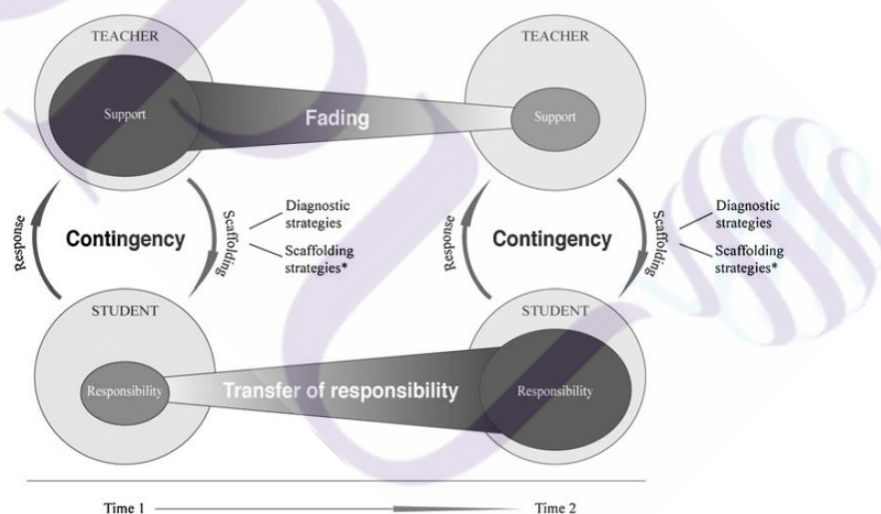 TEACHER
TEACHER
Support
Fading
Support
Response
Contingency
Scaffolding
Diagnostic
strategies
Scaffolding
strategies*
Response
Contingency
Scaffolding
Diagnostic
strategies
Scaffolding
strategies*
STUDENT
STUDENT
Responsibility
Transfer of responsibility
Responsibility
Time 1
Time 2